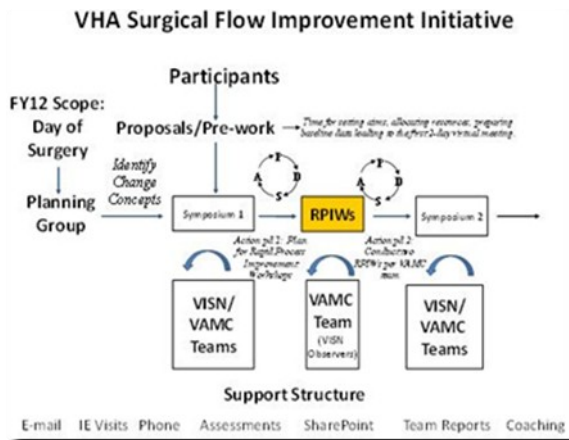 VHA Surgical Flow Improvement Initiative
Participants
FY12 Scope:
Day of
Surgery
Proposals/Pre-work
Time for setting aims, allocating resources, preparing
baseline data leading to the first 2-day virtual meeting.
Identify
Change
Concepts
Planning
Group
P
A D
S
P
A D
S
Symposium 1
RPIWs
Symposium 2
Action pd 1: Plan
for Rapid Process
Improvement
Workshops
Action pd 2:
RPIWs per VAMC
team
VISN/
VAMC
Teams
VAMC
Team
(VISN
Observers)
VISN/
VAMC
Teams
Support Structure
E-mail IE Visits Phone Assessments SharePoint Team Reports Coaching